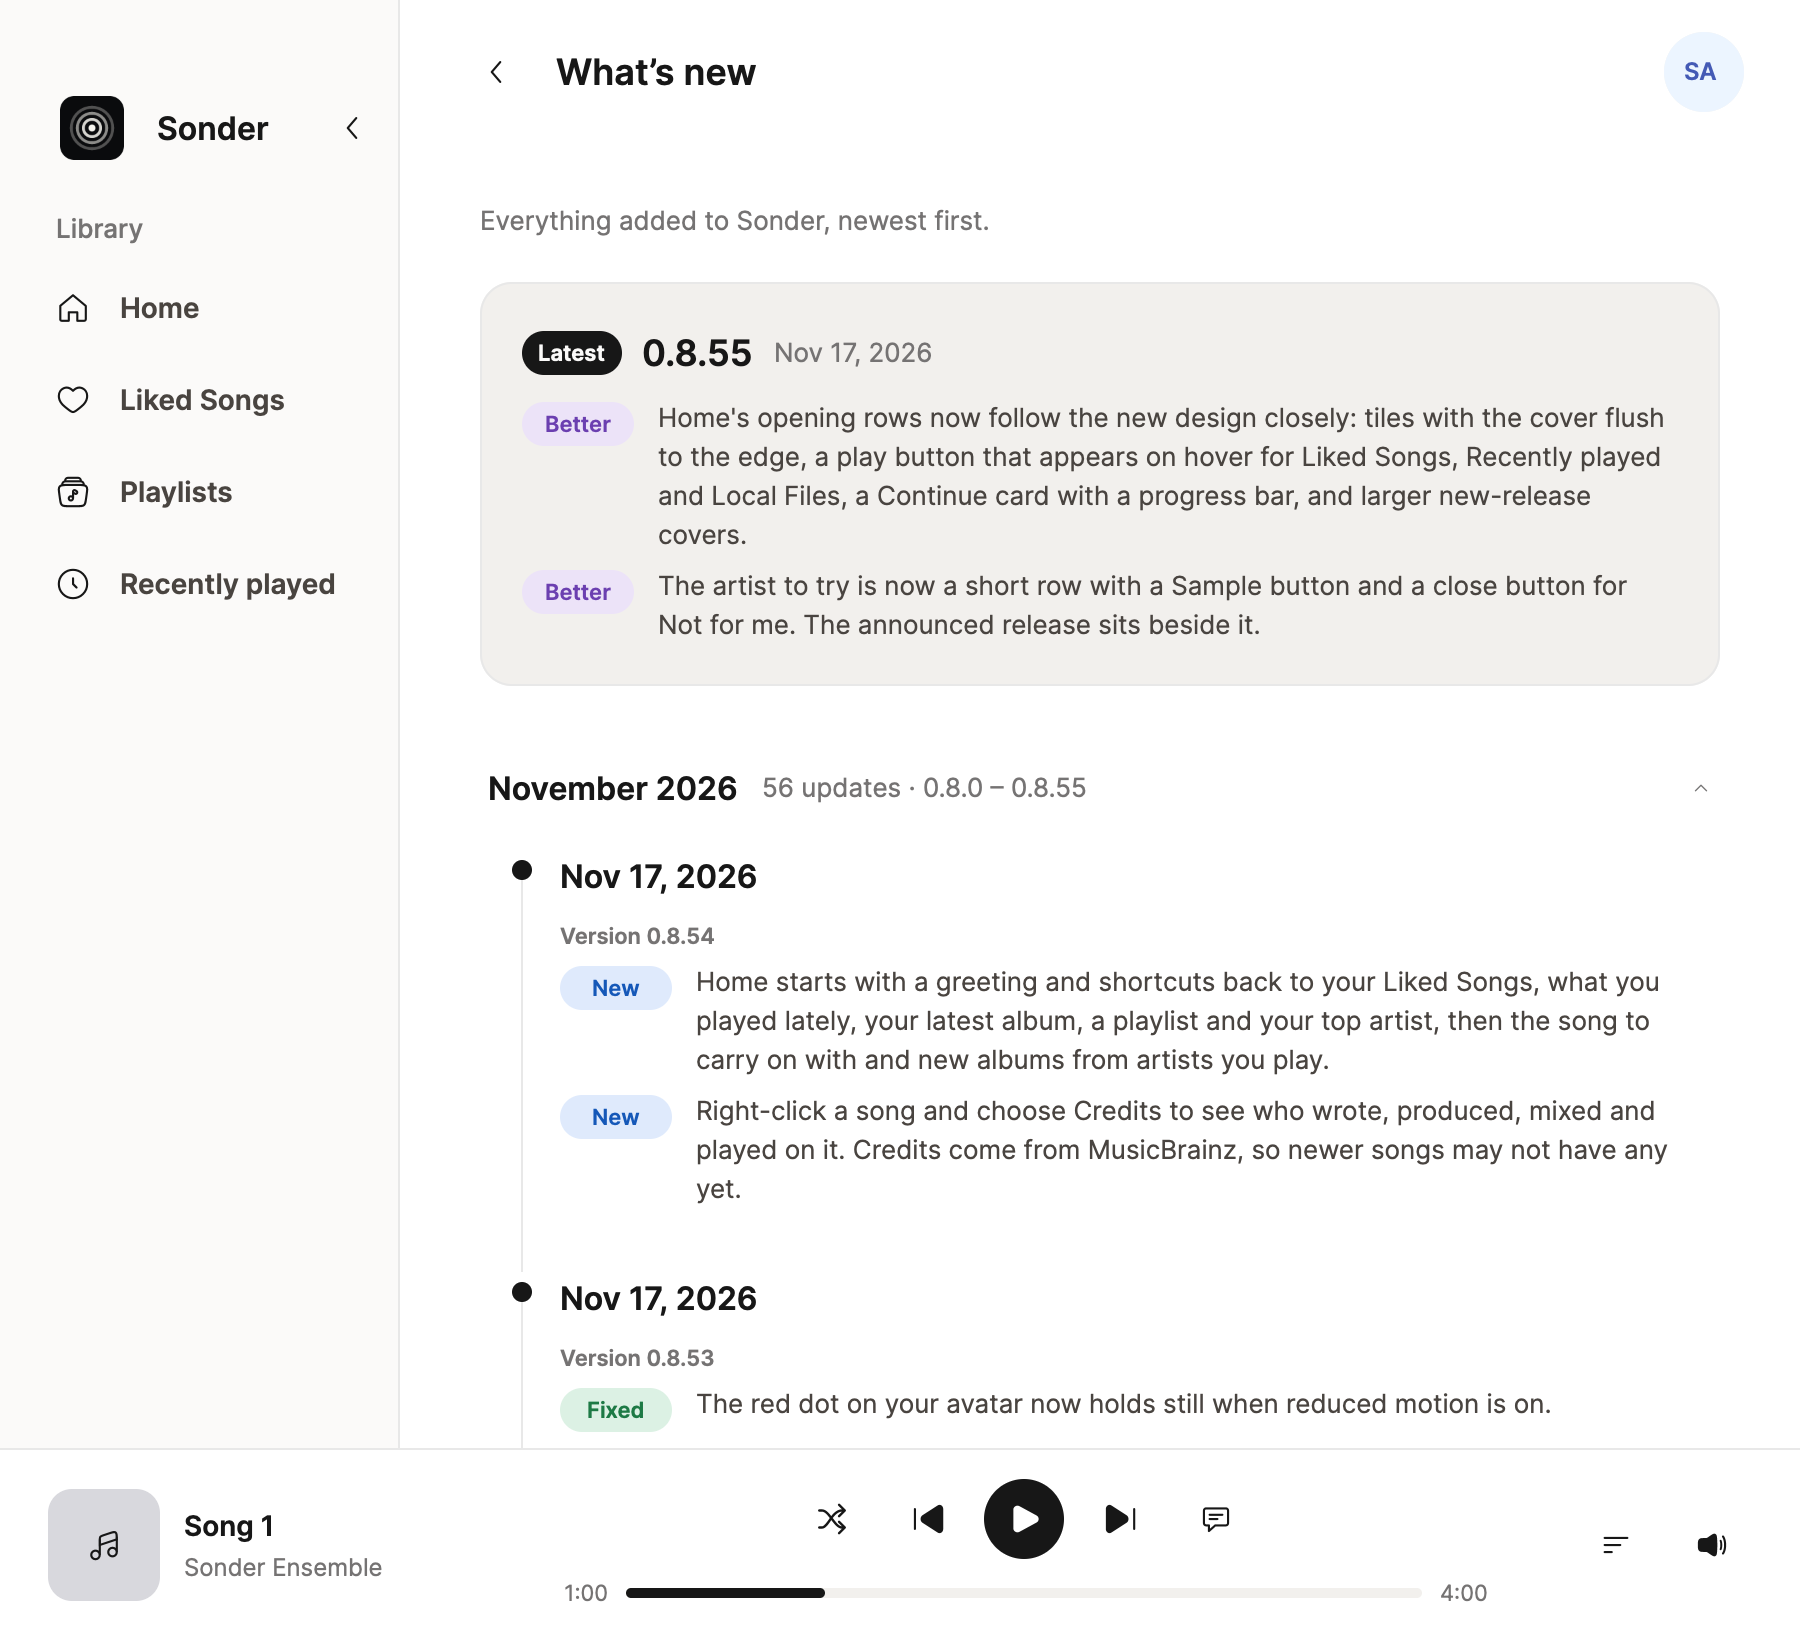 What’s new
SA
Sonder
Library
Home
Liked Songs
Playlists
Recently played
Everything added to Sonder, newest first.
Latest 0.8.55 Nov 17, 2026
Better Home's opening rows now follow the new design closely: tiles with the cover flush
to the edge, a play button that appears on hover for Liked Songs, Recently played
and Local Files, a Continue card with a progress bar, and larger new-release
covers.
Better The artist to try is now a short row with a Sample button and a close button for
Not for me. The announced release sits beside it.
November 2026 56 updates · 0.8.0 – 0.8.55
Nov 17, 2026
Version 0.8.54
New Home starts with a greeting and shortcuts back to your Liked Songs, what you
played lately, your latest album, a playlist and your top artist, then the song to
carry on with and new albums from artists you play.
New Right-click a song and choose Credits to see who wrote, produced, mixed and
played on it. Credits come from MusicBrainz, so newer songs may not have any
yet.
Nov 17, 2026
Version 0.8.53
Fixed The red dot on your avatar now holds still when reduced motion is on.
Song 1
Sonder Ensemble
1:00 4:00